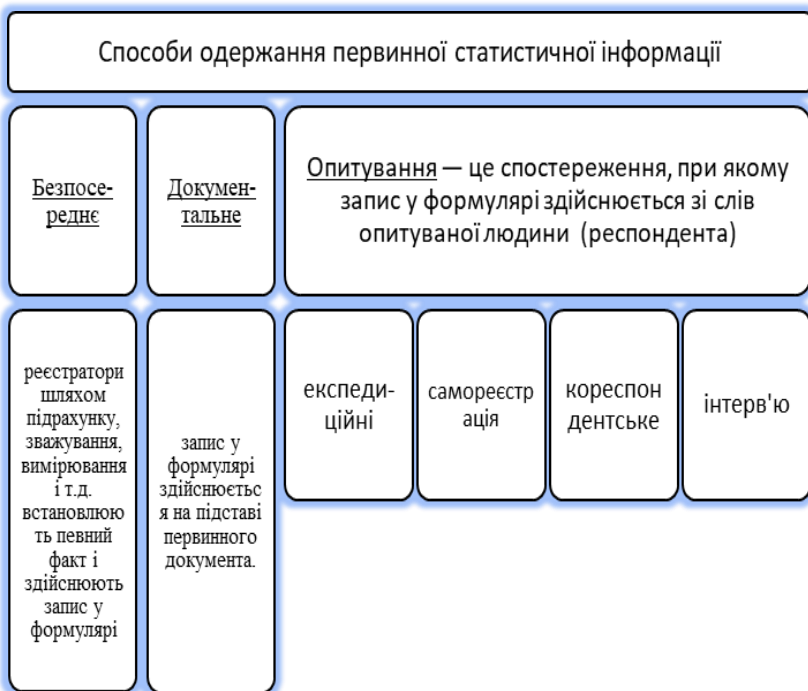 Способи одержання первинної статистичної інформації
Безпосе-
реднє
Докумен-
тальне
Опитування — це спостереження, при якому
запис у формулярі здійснюється зі слів
опитуваної людини (респондента)
реєстратори
шляхом
підрахунку,
зважування,
вимірювання
і т.д.
встановлюю
ть певний
факт і
здійснюють
запис у
формулярі
запис у
формулярі
здійснюєтьс
я на підставі
первинного
документа.
експеди-
ційні
самореєстр
ація
кореспон
дентське
інтерв'ю